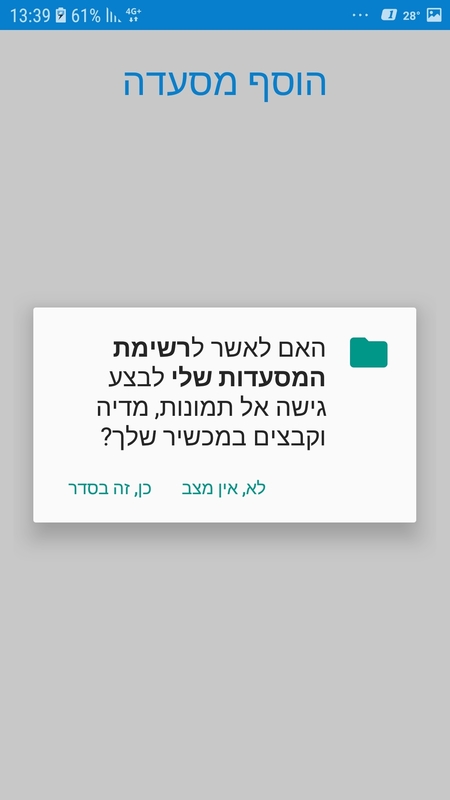 13:39 61% 4G+ 28°
הוסף מסעדה
האם לאשר לרשימת
המסעדות שלי לבצע
גישה אל תמונות, מדיה
וקבצים במכשיר שלך?
לא, אין מצב
כן, זה בסדר